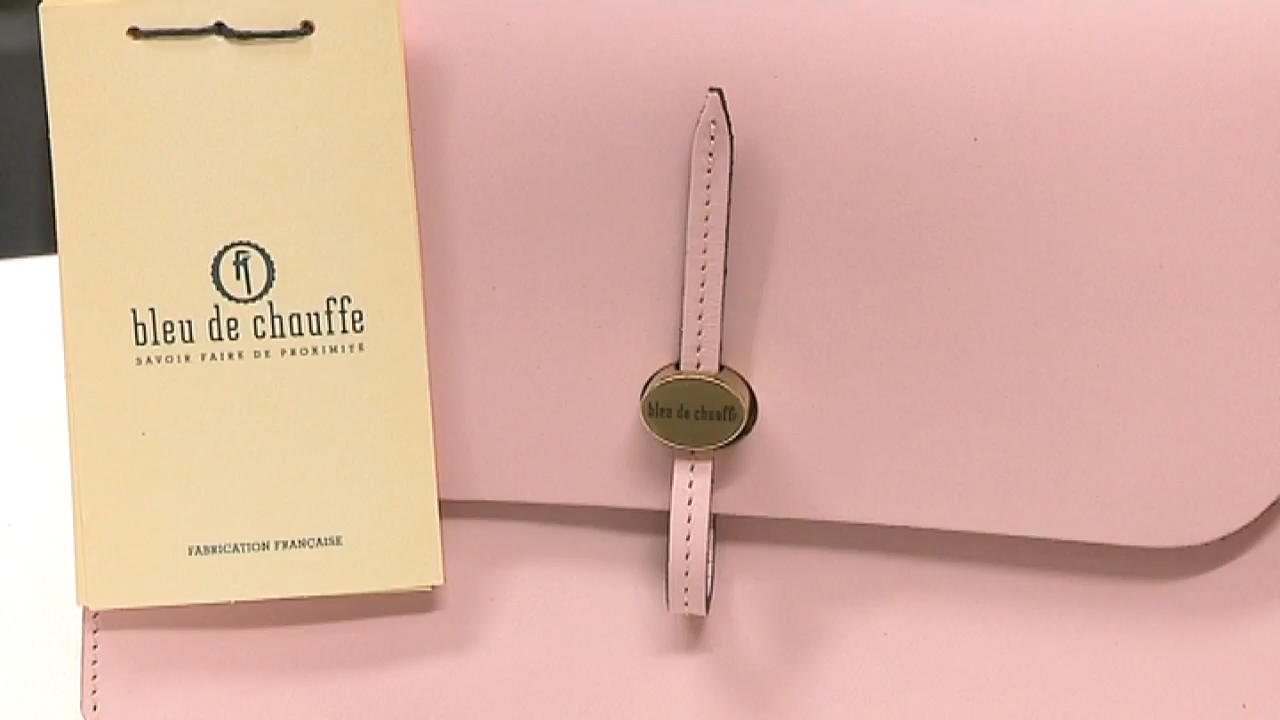 bleu de chauffe
SAVOIR FAIRE DE PROXIMITÉ
FABRICATION FRANÇAISE
bleu de chauffe